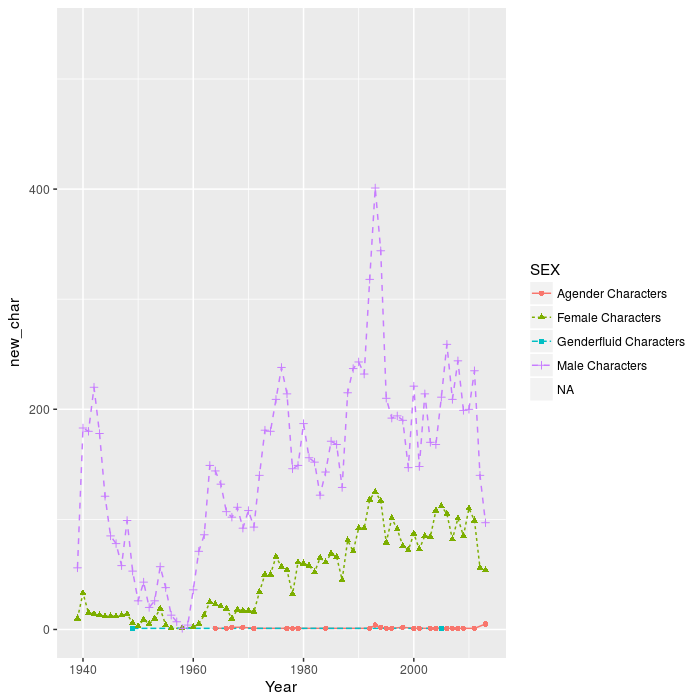 new_char
400
200
0
1940 1960 1980 2000
Year
SEX
Agender Characters
Female Characters
Genderfluid Characters
Male Characters
NA